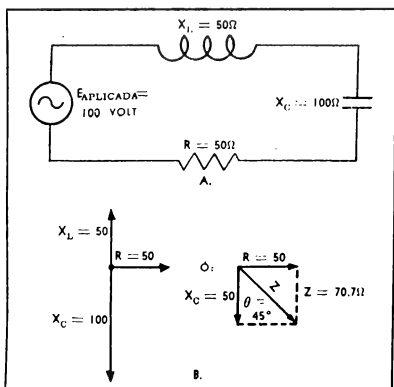 X_L = 50Ω
E_APLICADA =
100 VOLT
X_C = 100Ω
R = 50Ω
A.
X_L = 50
R = 50
X_C = 100
O:
R = 50
X_C = 50
Z
θ =
45°
Z = 70.7Ω
B.